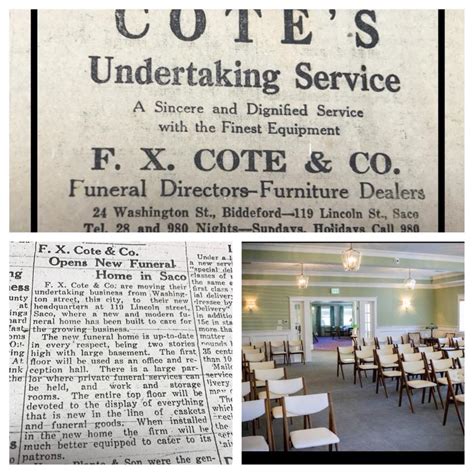 COTE'S
Undertaking Service
A Sincere and Dignified Service
with the Finest Equipment
F. X. COTE & CO.
Funeral Directors—Furniture Dealers
24 Washington St., Biddeford—119 Lincoln St., Saco
Tel. 28 and 980 Nights—Sundays, Holidays Call 980
F. X. Cote & Co.
Opens New Funeral
Home in Saco
F. X. Cote & Co. are moving their
undertaking business from Washing-
ton street, this city, to their new
headquarters at 119 Lincoln street,
Saco, where a new and modern fu-
neral home has been built to care for
the growing business.
The new funeral home is up-to-date
in every respect, being two stories
high with large basement. The first
floor will be used as an office and re-
ception hall. There is a large par-
lor where private funeral services can
be held, and work and storage
rooms. The entire top floor will be
devoted to the display of everything
that is new in the line of caskets
and funeral goods. When installed
in the new home the firm will be
much better equipped to cater to its
patrons.
Plante & Son were the gen-